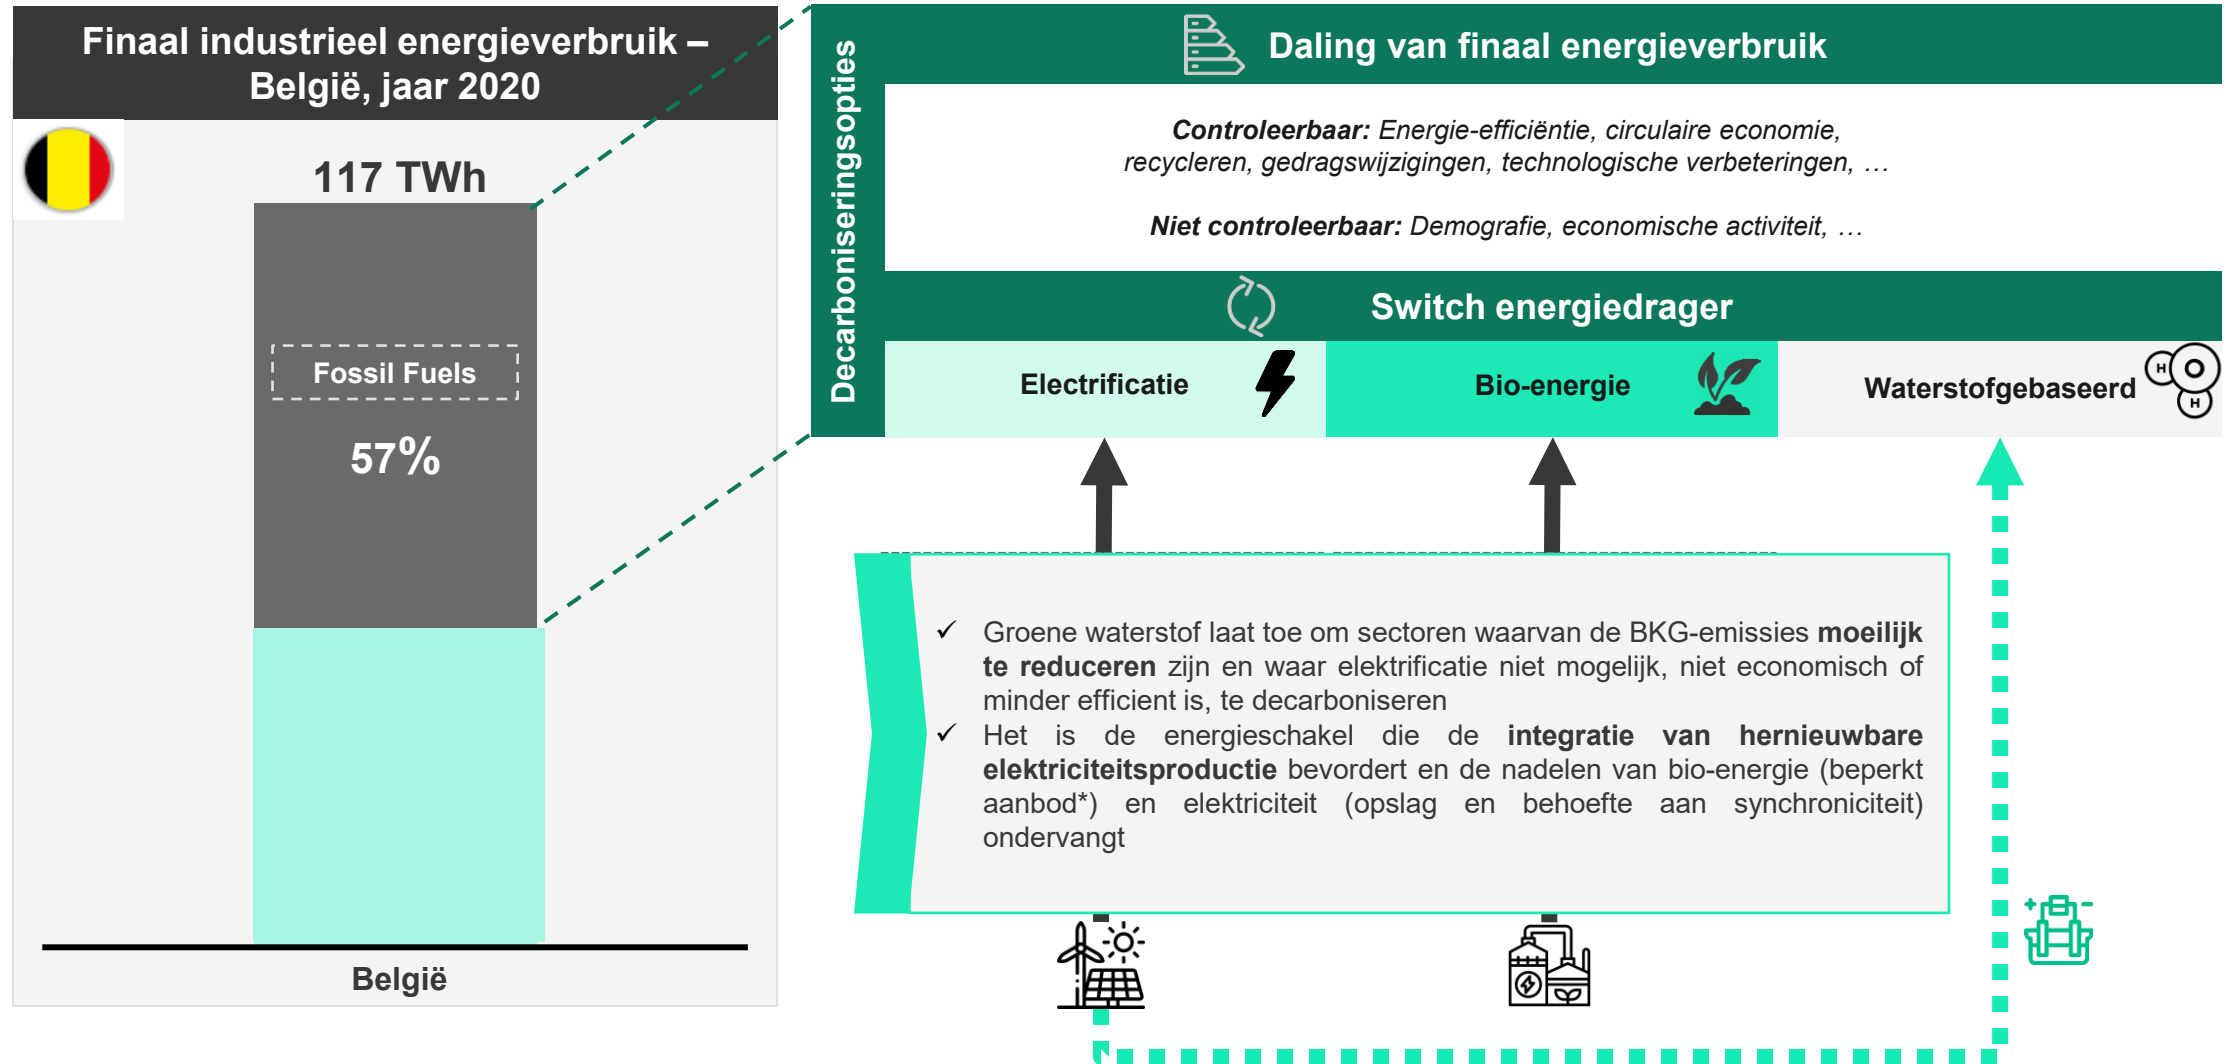 Finaal industrieel energieverbruik –
België, jaar 2020
117 TWh
Fossil Fuels
57%
België
Decarboniseringsopties
Daling van finaal energieverbruik
Controleerbaar: Energie-efficiëntie, circulaire economie,
recycleren, gedragswijzigingen, technologische verbeteringen, …
Niet controleerbaar: Demografie, economische activiteit, …
Switch energiedrager
Electrificatie
Bio-energie
Waterstofgebaseerd
H O
H
✓ Groene waterstof laat toe om sectoren waarvan de BKG-emissies moeilijk
te reduceren zijn en waar elektrificatie niet mogelijk, niet economisch of
minder efficient is, te decarboniseren
✓ Het is de energieschakel die de integratie van hernieuwbare
elektriciteitsproductie bevordert en de nadelen van bio-energie (beperkt
aanbod*) en elektriciteit (opslag en behoefte aan synchroniciteit)
ondervangt